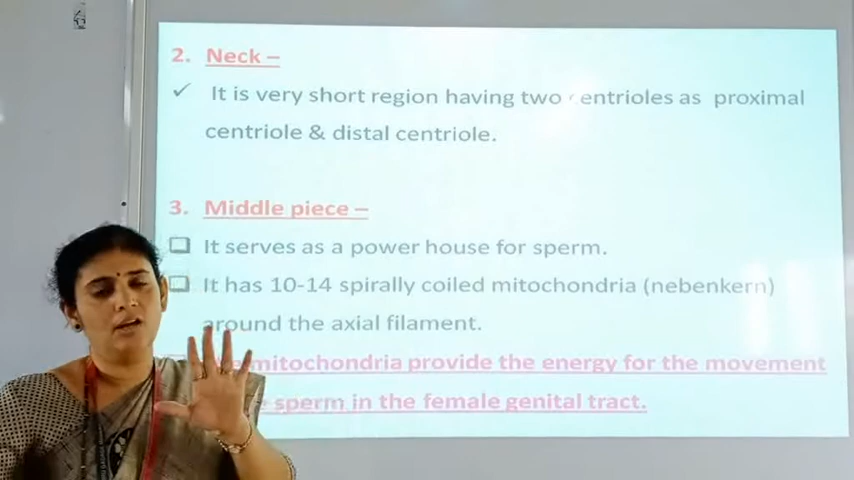 2. Neck –
✓ It is very short region having two centrioles as proximal
centriole & distal centriole.
3. Middle piece –
❑ It serves as a power house for sperm.
❑ It has 10-14 spirally coiled mitochondria (nebenkern)
around the axial filament.
mitochondria provide the energy for the movement
sperm in the female genital tract.